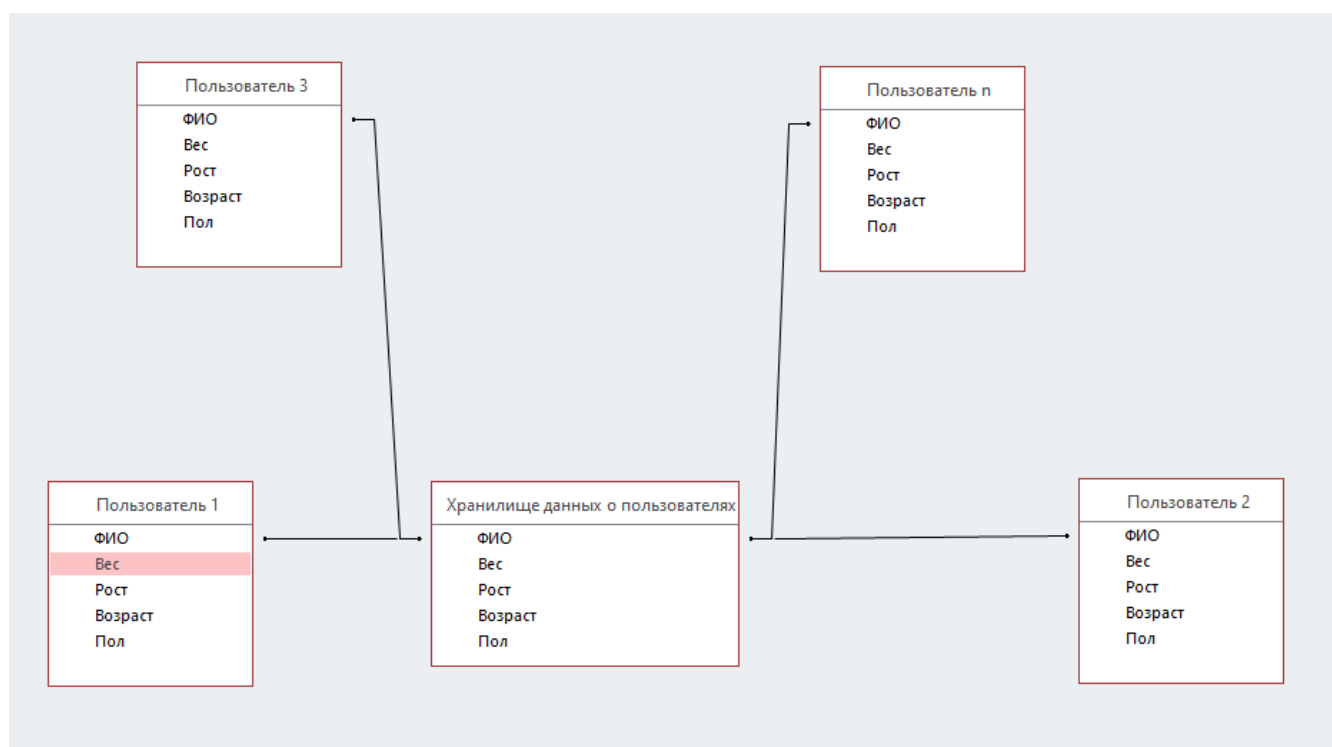 Пользователь 3
ФИО
Вес
Рост
Возраст
Пол
Пользователь n
ФИО
Вес
Рост
Возраст
Пол
Пользователь 1
ФИО
Вес
Рост
Возраст
Пол
Хранилище данных о пользователях
ФИО
Вес
Рост
Возраст
Пол
Пользователь 2
ФИО
Вес
Рост
Возраст
Пол